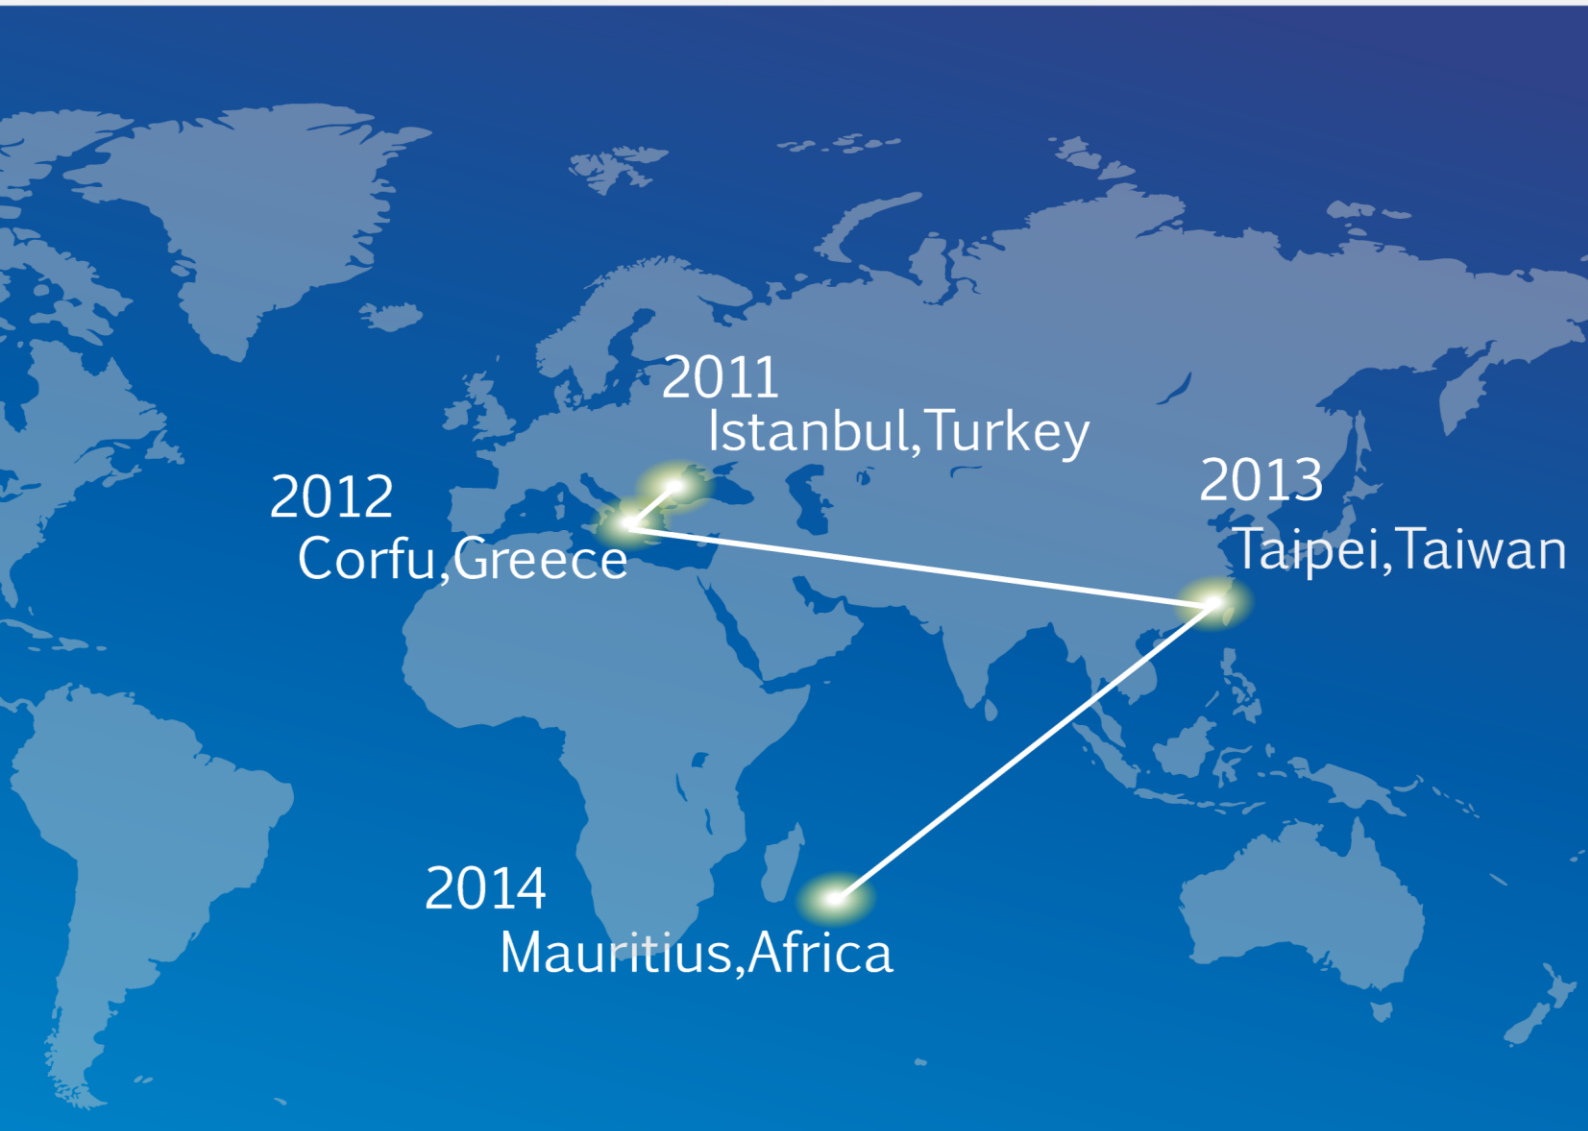 2011
Istanbul,Turkey
2012
Corfu,Greece
2013
Taipei,Taiwan
2014
Mauritius,Africa